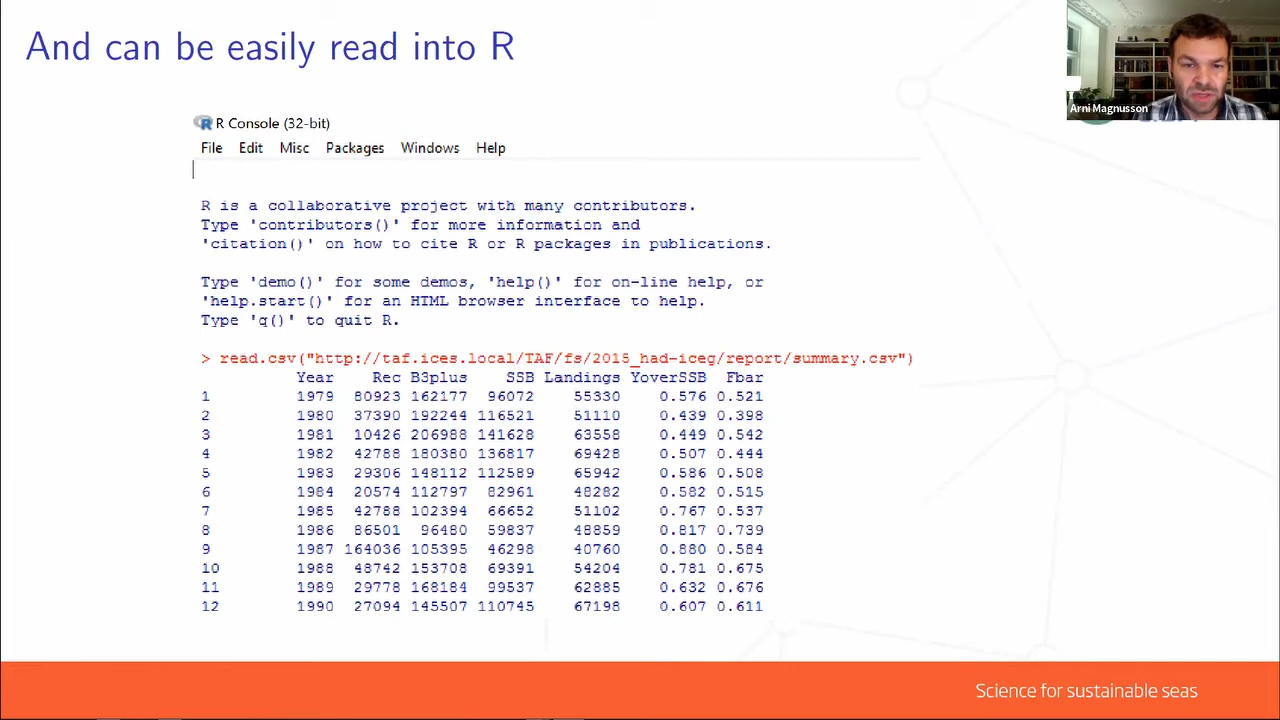 And can be easily read into R
Arni Magnusson
R Console (32-bit)
File Edit Misc Packages Windows Help
R is a collaborative project with many contributors.
Type 'contributors()' for more information and
'citation()' on how to cite R or R packages in publications.
Type 'demo()' for some demos, 'help()' for on-line help, or
'help.start()' for an HTML browser interface to help.
Type 'q()' to quit R.
> read.csv("http://taf.ices.local/TAF/fs/2015_had-iceg/report/summary.csv")
Year Rec B3plus SSB Landings YoverSSB Fbar
1 1979 80923 162177 96072 55330 0.576 0.521
2 1980 37390 192244 116521 51110 0.439 0.398
3 1981 10426 206988 141628 63558 0.449 0.542
4 1982 42788 180380 136817 69428 0.507 0.444
5 1983 29306 148112 112589 65942 0.586 0.508
6 1984 20574 112797 82961 48282 0.582 0.515
7 1985 42788 102394 66652 51102 0.767 0.537
8 1986 86501 96480 59837 48859 0.817 0.739
9 1987 164036 105395 46298 40760 0.880 0.584
10 1988 48742 153708 69391 54204 0.781 0.675
11 1989 29778 168184 99537 62885 0.632 0.676
12 1990 27094 145507 110745 67198 0.607 0.611
Science for sustainable seas